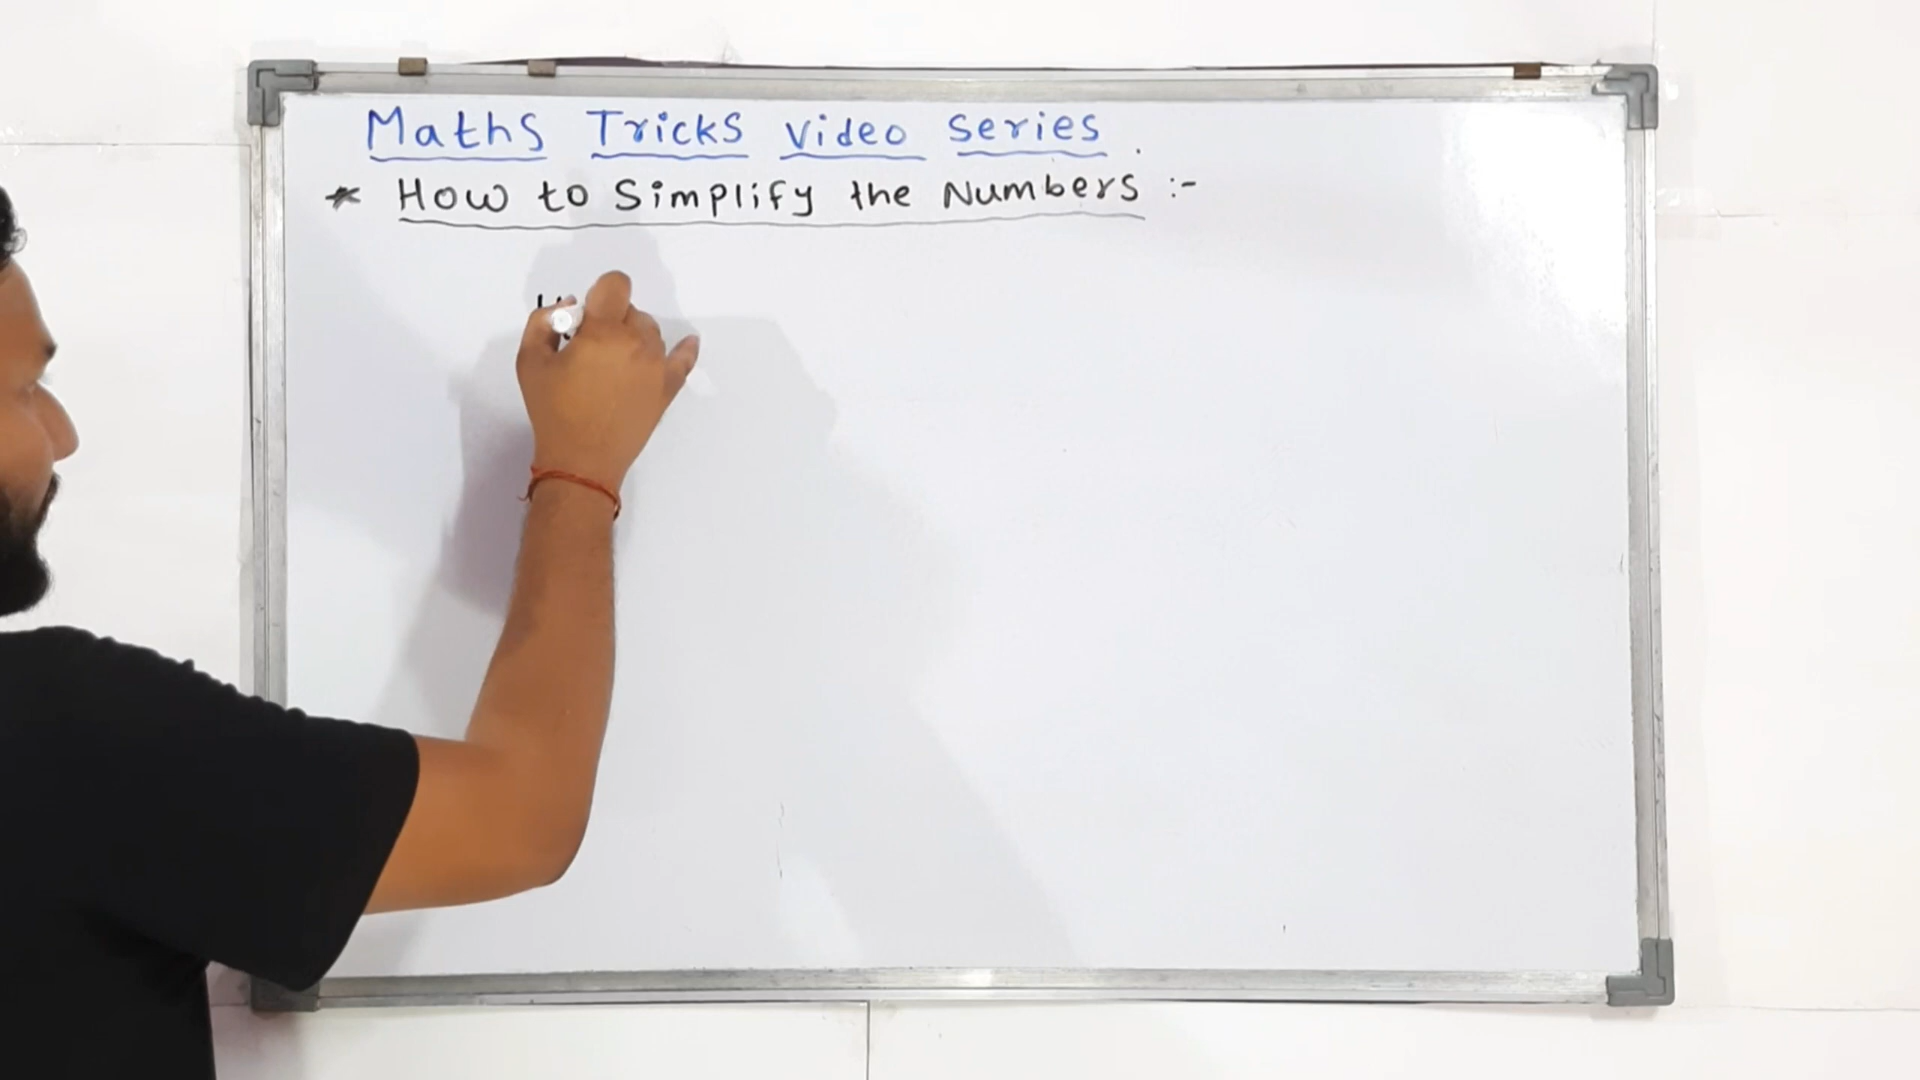 Maths Tricks Video Series.
* How to Simplify the Numbers :-